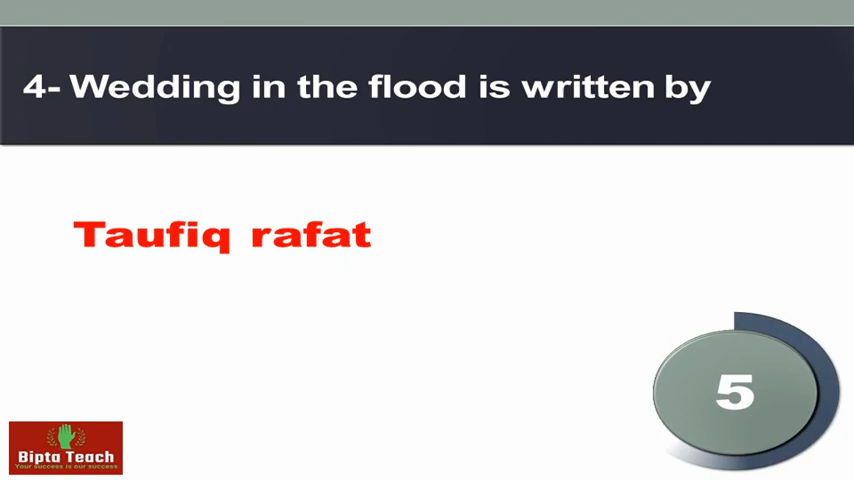 4- Wedding in the flood is written by
Taufiq rafat
5
Bipta Teach
Your success is our success